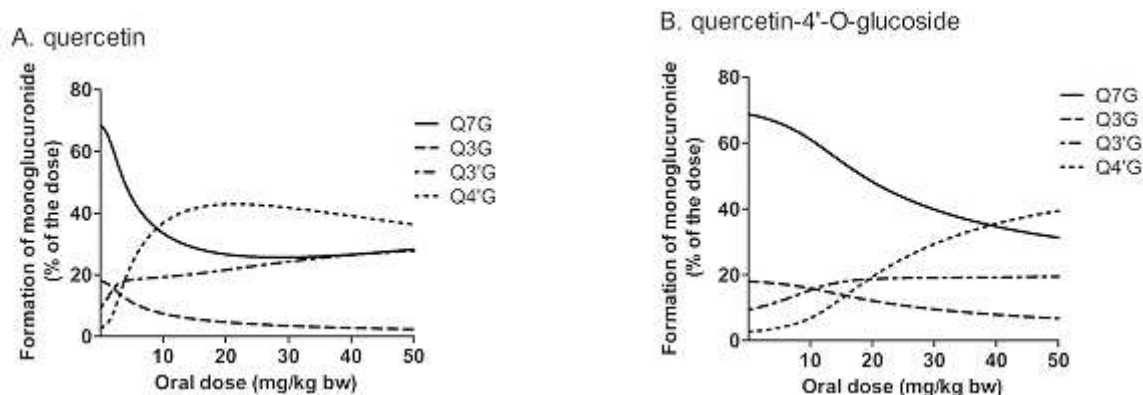 A. quercetin
Formation of monoglucuronide
(% of the dose)
80
60
40
20
0
10
20
30
40
50
Oral dose (mg/kg bw)
Q7G
Q3G
Q3'G
Q4'G
B. quercetin-4'-O-glucoside
Formation of monoglucuronide
(% of the dose)
80
60
40
20
0
10
20
30
40
50
Oral dose (mg/kg bw)
Q7G
Q3G
Q3'G
Q4'G